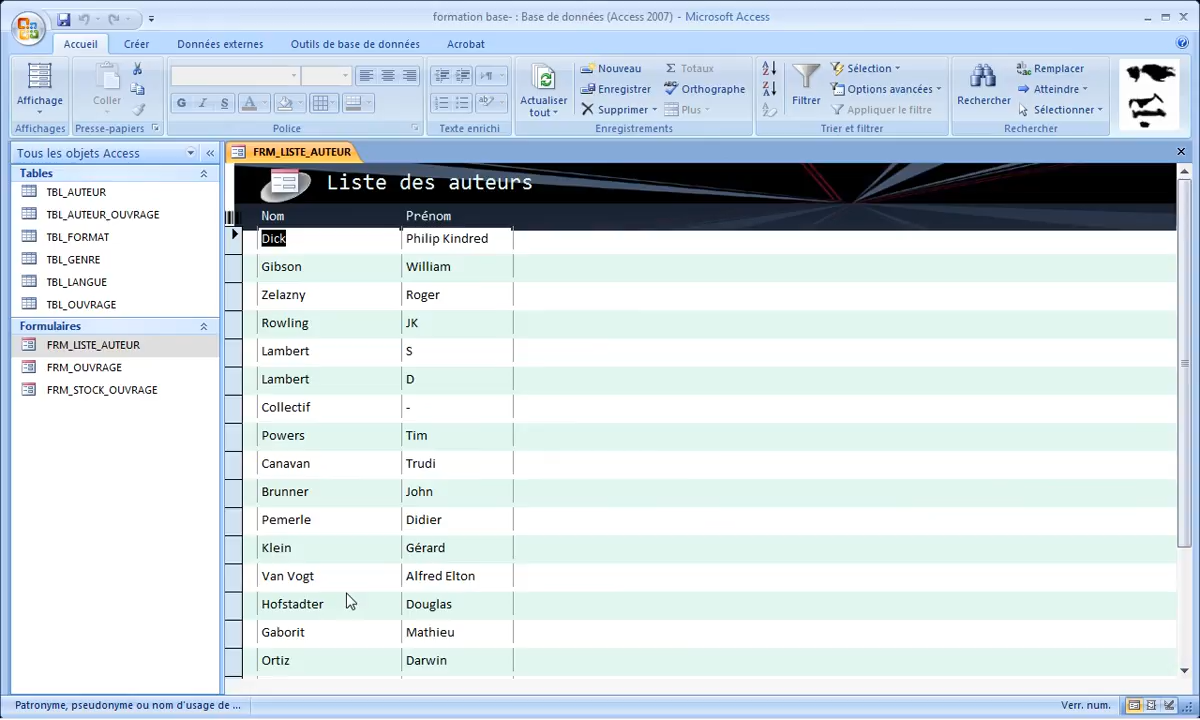 formation base- : Base de données (Access 2007) - Microsoft Access
Accueil Créer Données externes Outils de base de données Acrobat
Affichage
Affichages
Coller
Presse-papiers
G I S A
Police
Texte enrichi
Actualiser tout
Nouveau
Enregistrer
Supprimer
Totaux
Orthographe
Plus
Enregistrements
Filtrer
Sélection
Options avancées
Appliquer le filtre
Trier et filtrer
Rechercher
Remplacer
Atteindre
Sélectionner
Rechercher
Tous les objets Access
Tables
TBL_AUTEUR
TBL_AUTEUR_OUVRAGE
TBL_FORMAT
TBL_GENRE
TBL_LANGUE
TBL_OUVRAGE
Formulaires
FRM_LISTE_AUTEUR
FRM_OUVRAGE
FRM_STOCK_OUVRAGE
FRM_LISTE_AUTEUR
Liste des auteurs
Nom Prénom
Dick Philip Kindred
Gibson William
Zelazny Roger
Rowling JK
Lambert S
Lambert D
Collectif -
Powers Tim
Canavan Trudi
Brunner John
Pemerle Didier
Klein Gérard
Van Vogt Alfred Elton
Hofstadter Douglas
Gaborit Mathieu
Ortiz Darwin
Patronyme, pseudonyme ou nom d'usage de ... Verr. num.